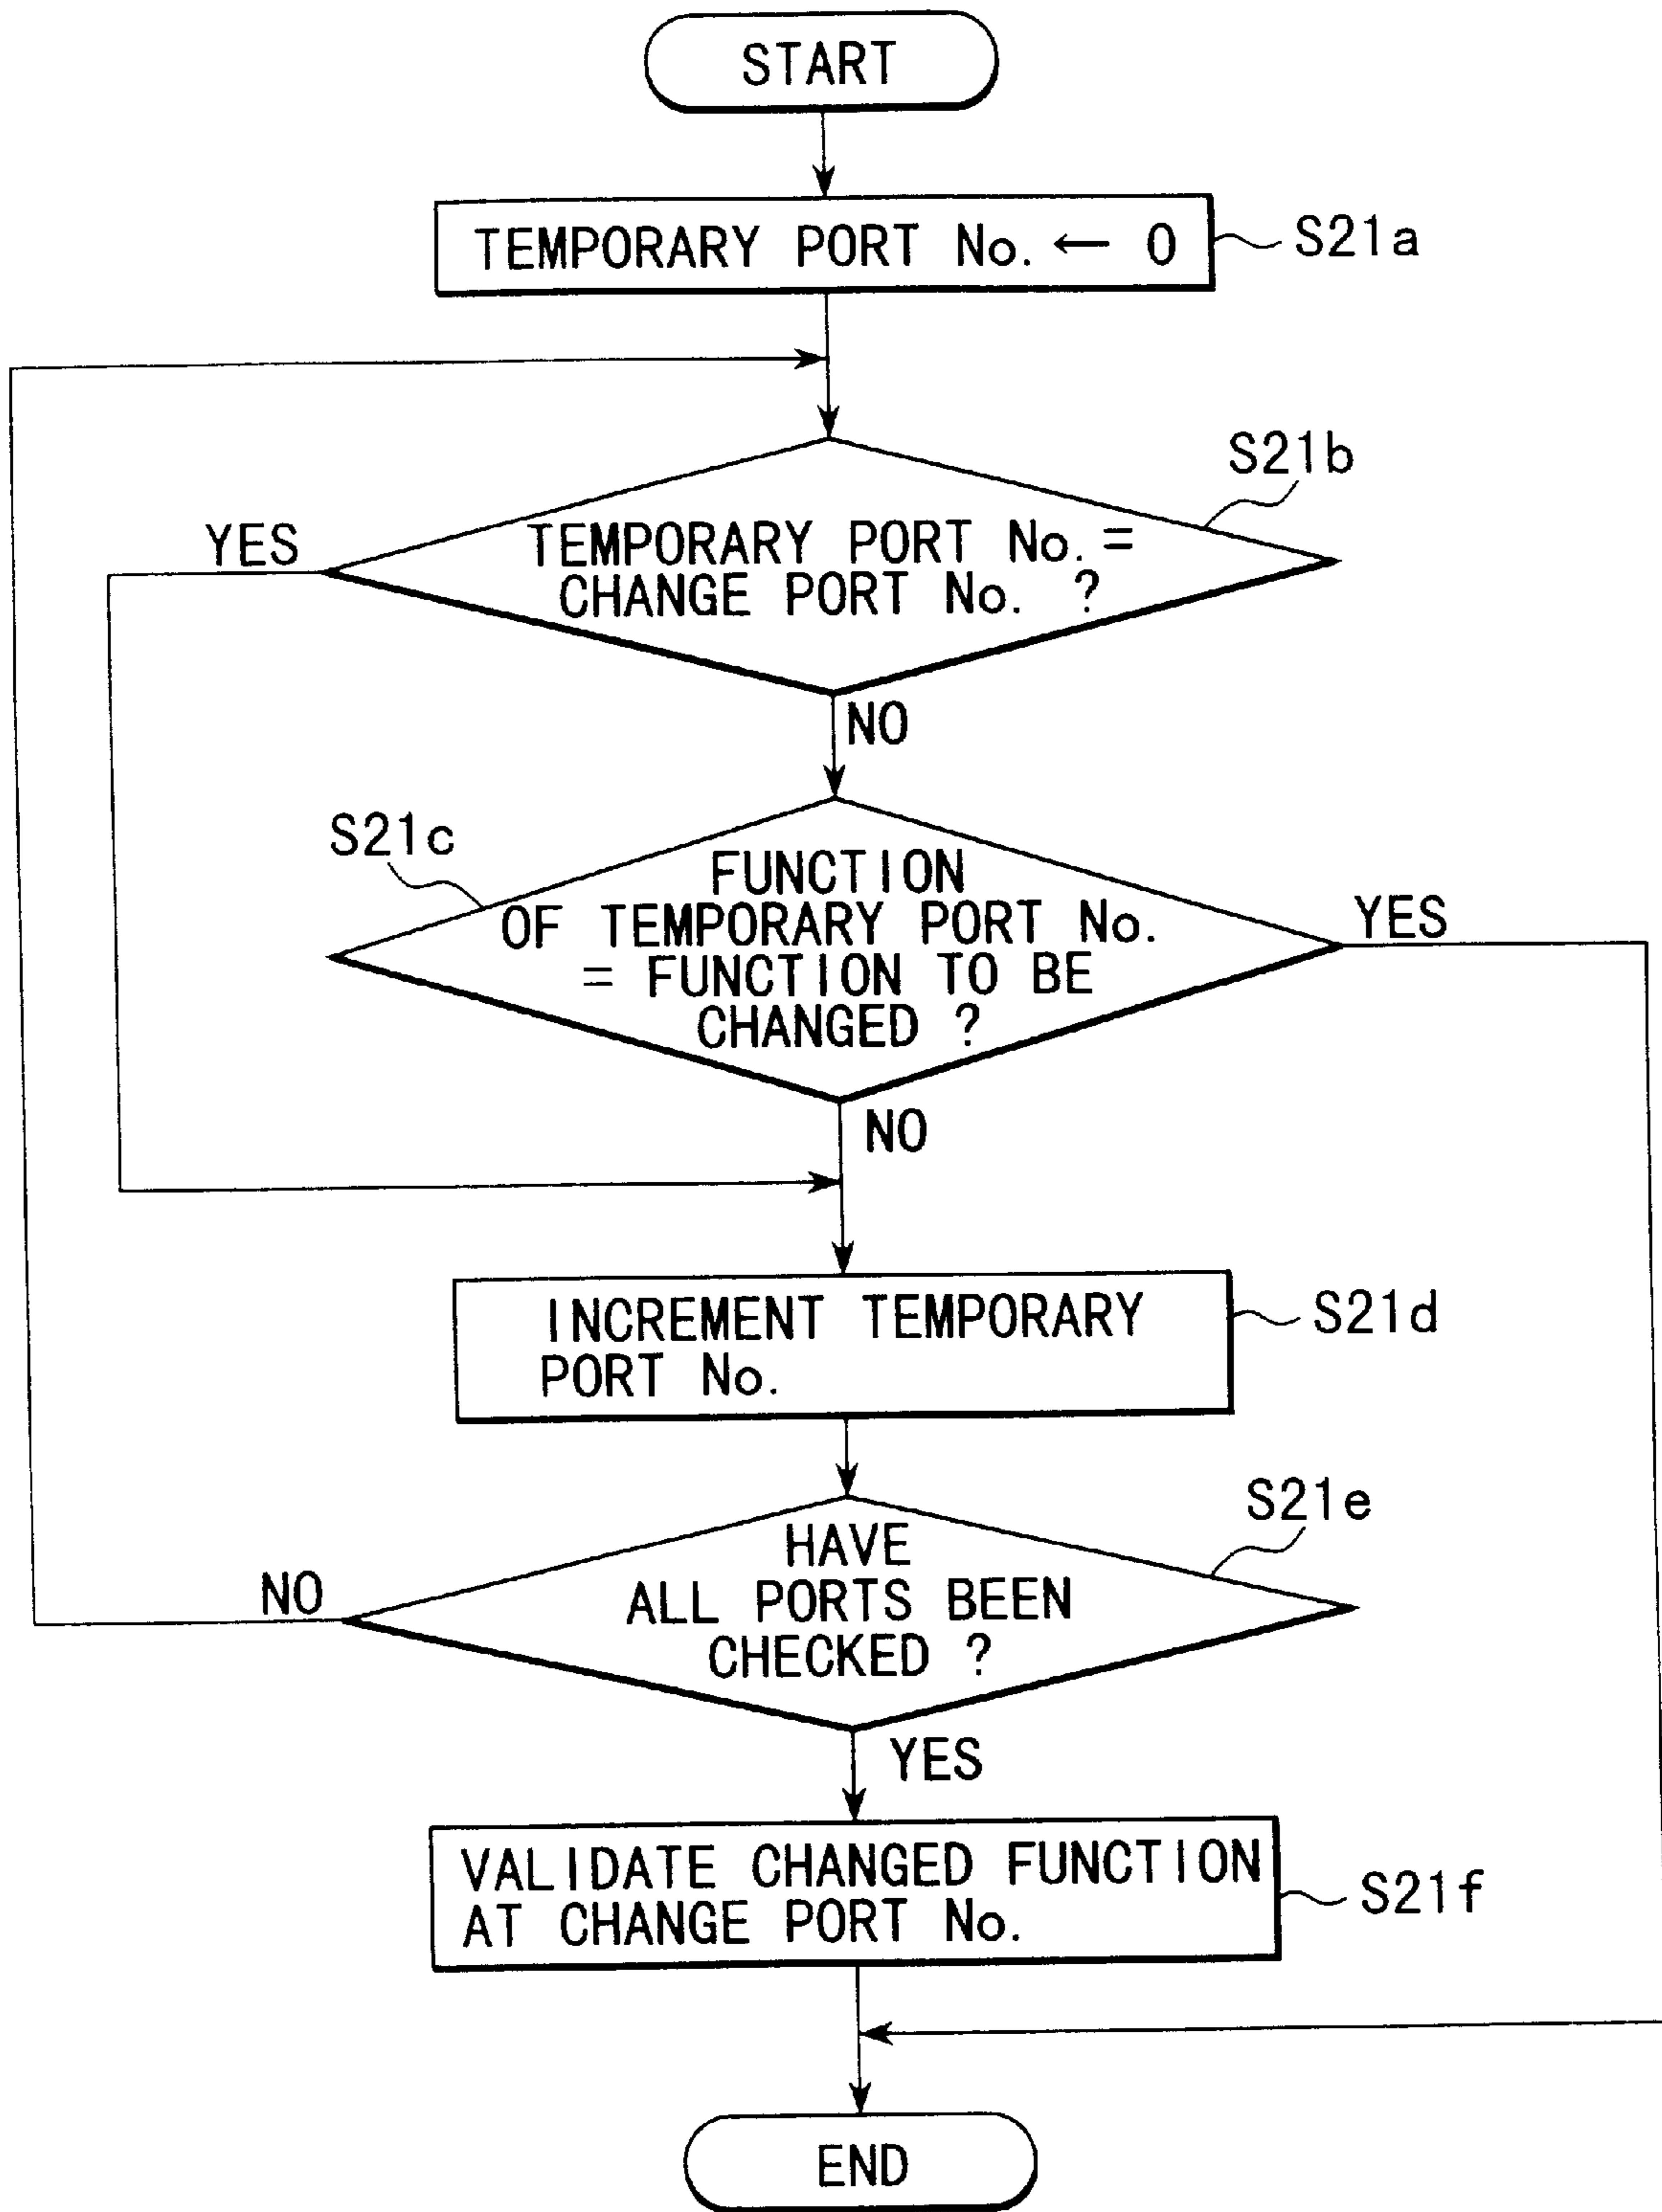 START
TEMPORARY PORT No. ← 0
S21a
S21b
YES
TEMPORARY PORT No. =
CHANGE PORT No. ?
NO
S21c
FUNCTION
OF TEMPORARY PORT No.
= FUNCTION TO BE
CHANGED ?
YES
NO
INCREMENT TEMPORARY
PORT No.
S21d
S21e
HAVE
ALL PORTS BEEN
CHECKED ?
NO
YES
VALIDATE CHANGED FUNCTION
AT CHANGE PORT No.
S21f
END